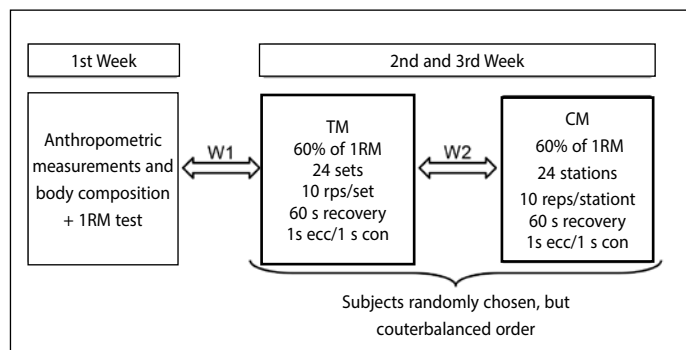 1st Week
2nd and 3rd Week
Anthropometric
measurements and
body composition
+ 1RM test
W1
TM
60% of 1RM
24 sets
10 rps/set
60 s recovery
1s ecc/1 s con
W2
CM
60% of 1RM
24 stations
10 reps/stationt
60 s recovery
1s ecc/1 s con
Subjects randomly chosen, but
couterbalanced order